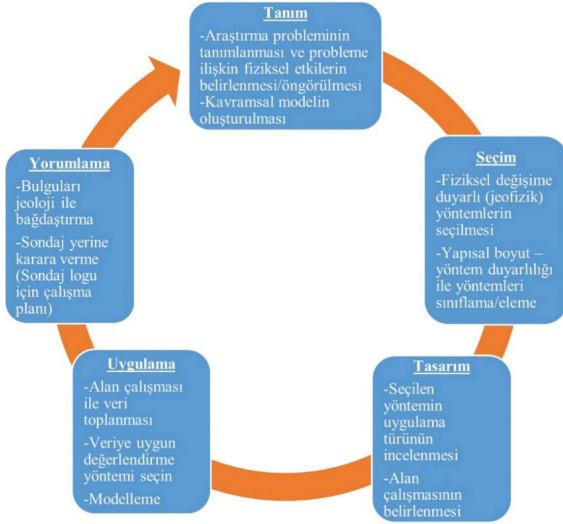 Tanım
-Araştırma probleminin
tanımlanması ve probleme
ilişkin fiziksel etkilerin
belirlenmesi/öngörülmesi
-Kavramsal modelin
oluşturulması
Seçim
-Fiziksel değişime
duyarlı (jeofizik)
yöntemlerin
seçilmesi
-Yapısal boyut –
yöntem duyarlılığı
ile yöntemleri
sınıflama/eleme
Tasarım
-Seçilen
yöntemin
uygulama
türünün
incelenmesi
-Alan
çalışmasının
belirlenmesi
Uygulama
-Alan çalışması
ile veri
toplanması
-Veriye uygun
değerlendirme
yöntemi seçin
-Modelleme
Yorumlama
-Bulguları
jeoloji ile
bağdaştırma
-Sondaj yerine
karara verme
(Sondaj logu
için çalışma
planı)